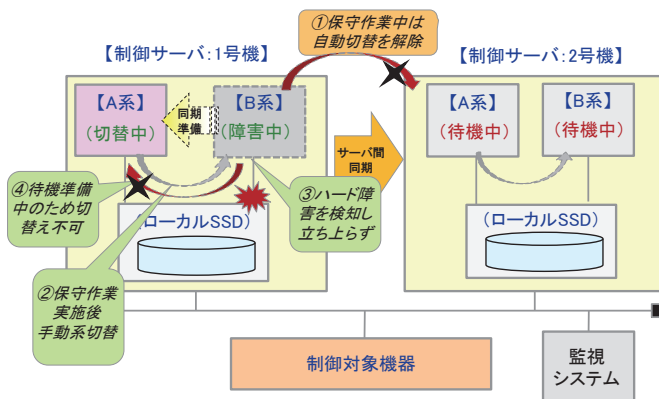 ①保守作業中は
自動切替を解除
【制御サーバ:1号機】
【制御サーバ:2号機】
【A系】
(切替中)
同期
準備
【B系】
(障害中)
【A系】
(待機中)
【B系】
(待機中)
サーバ間
同期
④待機準備
中のため切
替え不可
③ハード障
害を検知し
立ち上らず
(ローカルSSD)
(ローカルSSD)
②保守作業
実施後
手動系切替
制御対象機器
監視
システム